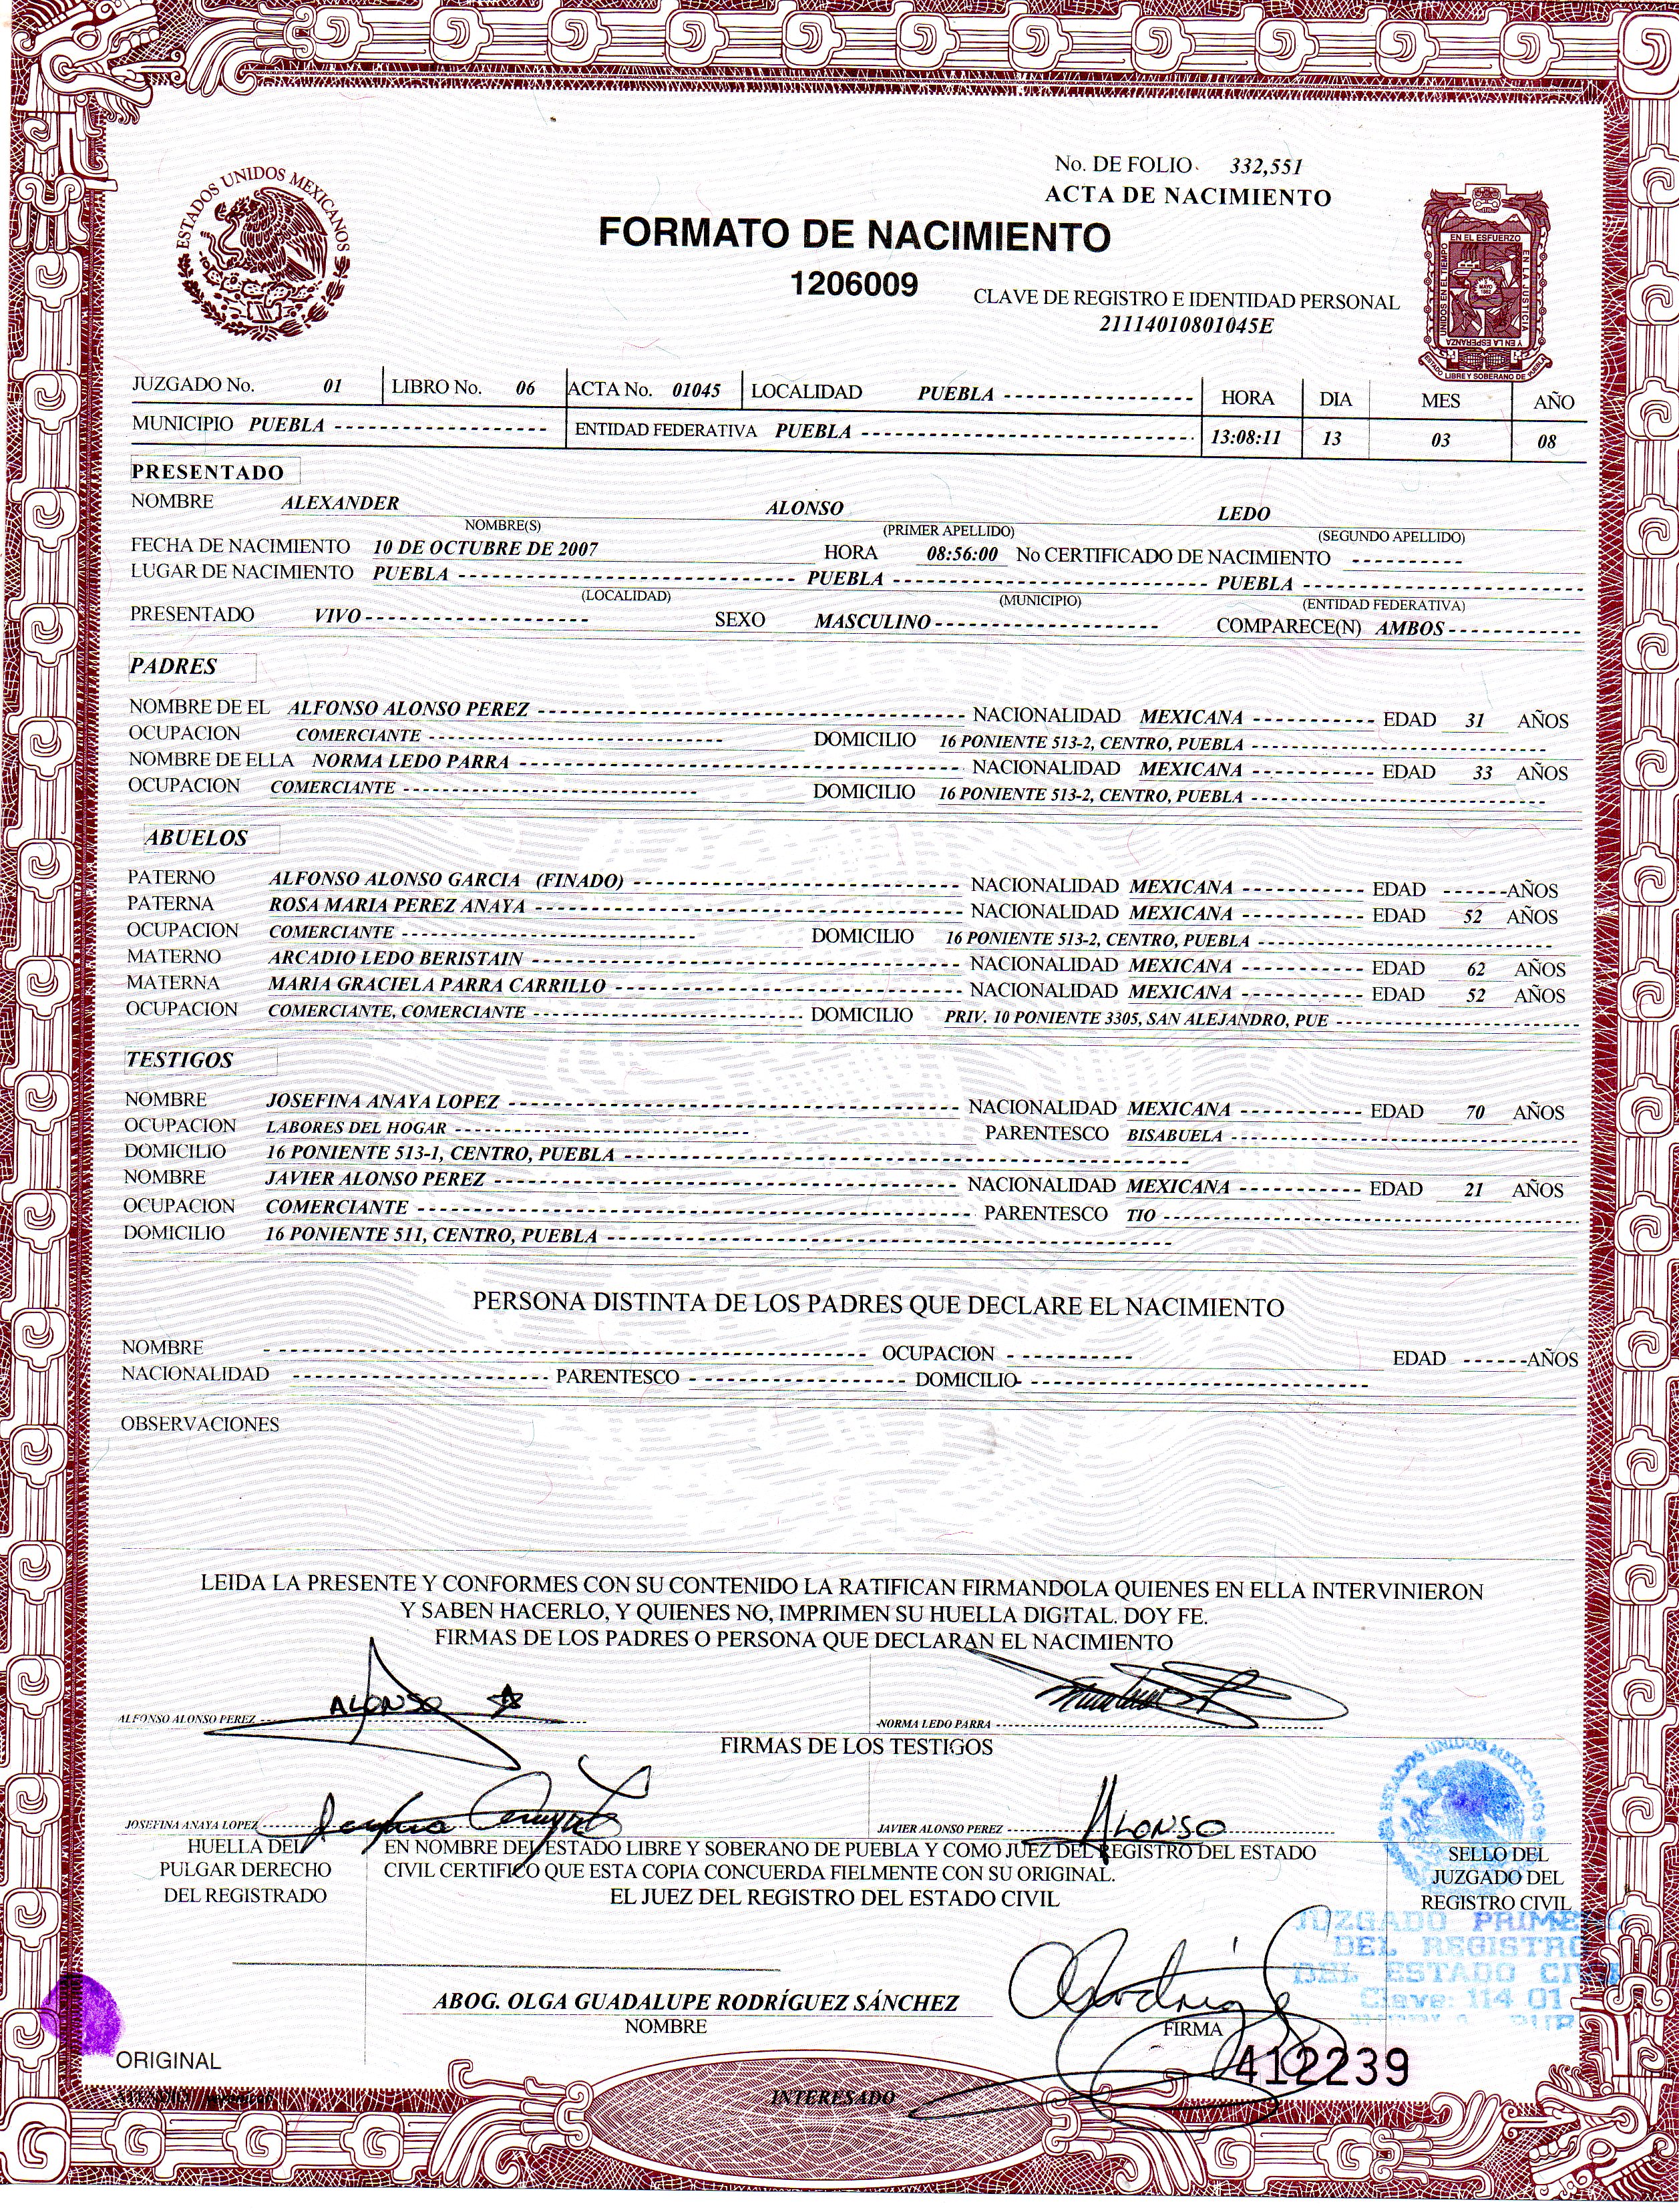 No. DE FOLIO 332,551
ACTA DE NACIMIENTO
ESTADOS UNIDOS MEXICANOS
FORMATO DE NACIMIENTO
1206009
CLAVE DE REGISTRO E IDENTIDAD PERSONAL
21114010801045E
EN EL ESFUERZO
EN LA JUSTICIA
Y EN LA ESPERANZA
UNIDOS EN EL TIEMPO
ESTADO LIBRE Y SOBERANO DE PUEBLA
JUZGADO No. 01 LIBRO No. 06 ACTA No. 01045 LOCALIDAD PUEBLA HORA DIA MES AÑO
MUNICIPIO PUEBLA ENTIDAD FEDERATIVA PUEBLA 13:08:11 13 03 08
PRESENTADO
NOMBRE ALEXANDER ALONSO LEDO
NOMBRE(S) (PRIMER APELLIDO) (SEGUNDO APELLIDO)
FECHA DE NACIMIENTO 10 DE OCTUBRE DE 2007 HORA 08:56:00 No CERTIFICADO DE NACIMIENTO
LUGAR DE NACIMIENTO PUEBLA PUEBLA PUEBLA
(LOCALIDAD) (MUNICIPIO) (ENTIDAD FEDERATIVA)
PRESENTADO VIVO SEXO MASCULINO COMPARECE(N) AMBOS
PADRES
NOMBRE DE EL ALFONSO ALONSO PEREZ NACIONALIDAD MEXICANA EDAD 31 AÑOS
OCUPACION COMERCIANTE DOMICILIO 16 PONIENTE 513-2, CENTRO, PUEBLA
NOMBRE DE ELLA NORMA LEDO PARRA NACIONALIDAD MEXICANA EDAD 33 AÑOS
OCUPACION COMERCIANTE DOMICILIO 16 PONIENTE 513-2, CENTRO, PUEBLA
ABUELOS
PATERNO ALFONSO ALONSO GARCIA (FINADO) NACIONALIDAD MEXICANA EDAD ------AÑOS
PATERNA ROSA MARIA PEREZ ANAYA NACIONALIDAD MEXICANA EDAD 52 AÑOS
OCUPACION COMERCIANTE DOMICILIO 16 PONIENTE 513-2, CENTRO, PUEBLA
MATERNO ARCADIO LEDO BERISTAIN NACIONALIDAD MEXICANA EDAD 62 AÑOS
MATERNA MARIA GRACIELA PARRA CARRILLO NACIONALIDAD MEXICANA EDAD 52 AÑOS
OCUPACION COMERCIANTE, COMERCIANTE DOMICILIO PRIV. 10 PONIENTE 3305, SAN ALEJANDRO, PUE
TESTIGOS
NOMBRE JOSEFINA ANAYA LOPEZ NACIONALIDAD MEXICANA EDAD 70 AÑOS
OCUPACION LABORES DEL HOGAR PARENTESCO BISABUELA
DOMICILIO 16 PONIENTE 513-1, CENTRO, PUEBLA
NOMBRE JAVIER ALONSO PEREZ NACIONALIDAD MEXICANA EDAD 21 AÑOS
OCUPACION COMERCIANTE PARENTESCO TIO
DOMICILIO 16 PONIENTE 511, CENTRO, PUEBLA
PERSONA DISTINTA DE LOS PADRES QUE DECLARE EL NACIMIENTO
NOMBRE OCUPACION EDAD ------AÑOS
NACIONALIDAD PARENTESCO DOMICILIO
OBSERVACIONES
LEIDA LA PRESENTE Y CONFORMES CON SU CONTENIDO LA RATIFICAN FIRMANDOLA QUIENES EN ELLA INTERVINIERON
Y SABEN HACERLO, Y QUIENES NO, IMPRIMEN SU HUELLA DIGITAL. DOY FE.
FIRMAS DE LOS PADRES O PERSONA QUE DECLARAN EL NACIMIENTO
ALONSO
ALFONSO ALONSO PEREZ NORMA LEDO PARRA
FIRMAS DE LOS TESTIGOS
ALONSO
JOSEFINA ANAYA LOPEZ JAVIER ALONSO PEREZ
ESTADOS UNIDOS MEXICANOS
HUELLA DEL
PULGAR DERECHO
DEL REGISTRADO
EN NOMBRE DEL ESTADO LIBRE Y SOBERANO DE PUEBLA Y COMO JUEZ DEL REGISTRO DEL ESTADO
CIVIL CERTIFICO QUE ESTA COPIA CONCUERDA FIELMENTE CON SU ORIGINAL.
EL JUEZ DEL REGISTRO DEL ESTADO CIVIL
SELLO DEL
JUZGADO DEL
REGISTRO CIVIL
JUZGADO PRIME
DEL REGISTRO
DEL ESTADO CI
Clave: 114 01
ABOG. OLGA GUADALUPE RODRÍGUEZ SÁNCHEZ
NOMBRE
FIRMA
412239
ORIGINAL
INTERESADO